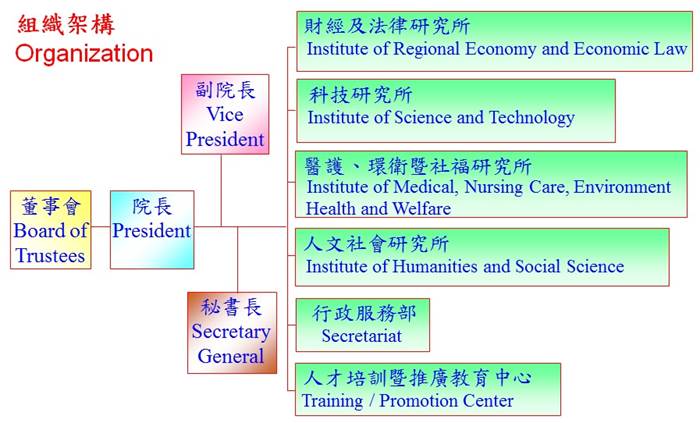 組織架構
Organization
董事會
Board of
Trustees
院長
President
副院長
Vice
President
秘書長
Secretary
General
財經及法律研究所
Institute of Regional Economy and Economic Law
科技研究所
Institute of Science and Technology
醫護、環衛暨社福研究所
Institute of Medical, Nursing Care, Environment
Health and Welfare
人文社會研究所
Institute of Humanities and Social Science
行政服務部
Secretariat
人才培訓暨推廣教育中心
Training / Promotion Center